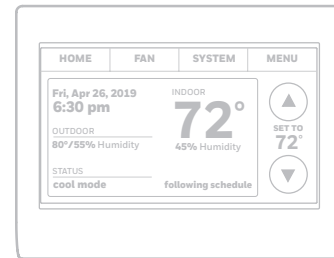 HOME FAN SYSTEM MENU
Fri, Apr 26, 2019
6:30 pm
OUTDOOR
80°/55% Humidity
STATUS
cool mode
INDOOR
72°
45% Humidity
following schedule
SET TO
72°